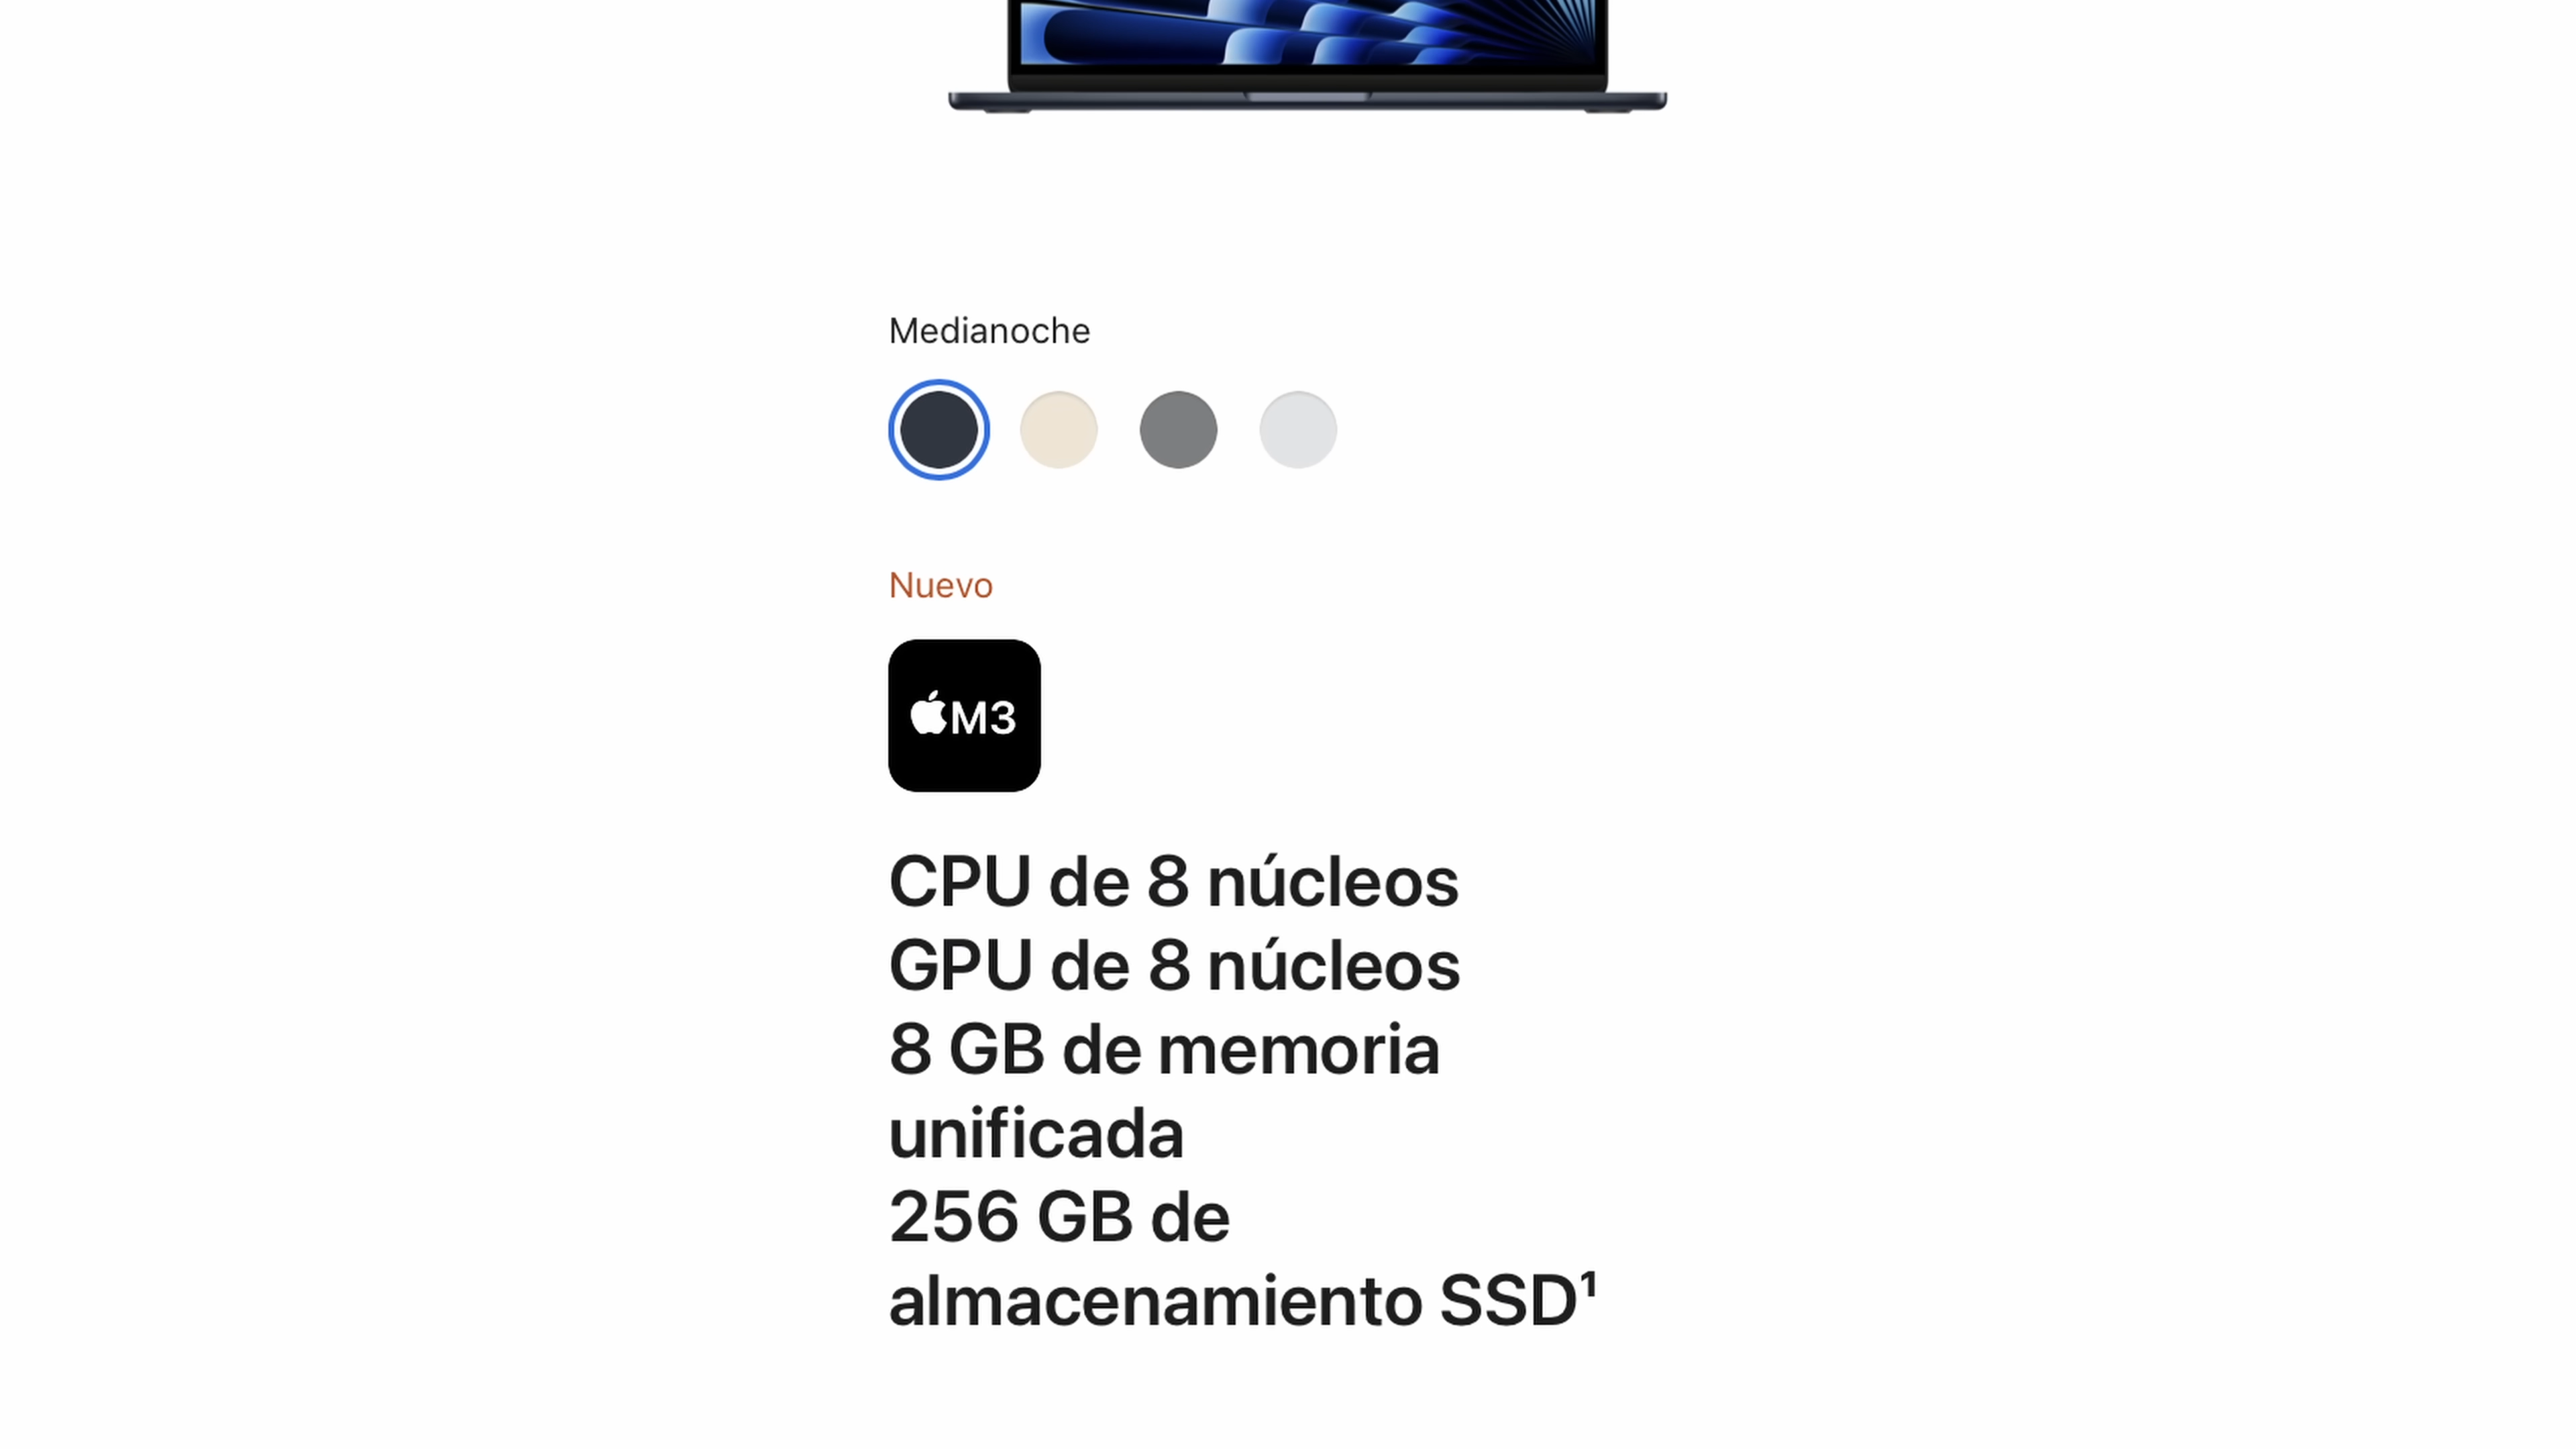 Medianoche
Nuevo
M3
CPU de 8 núcleos
GPU de 8 núcleos
8 GB de memoria
unificada
256 GB de
almacenamiento SSD¹